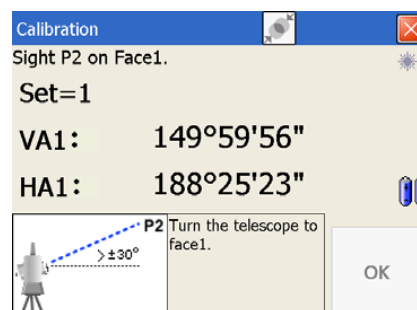 Calibration
Sight P2 on Face1.
Set=1
VA1: 149°59'56"
HA1: 188°25'23"
P2
>±30°
Turn the telescope to
face1.
OK